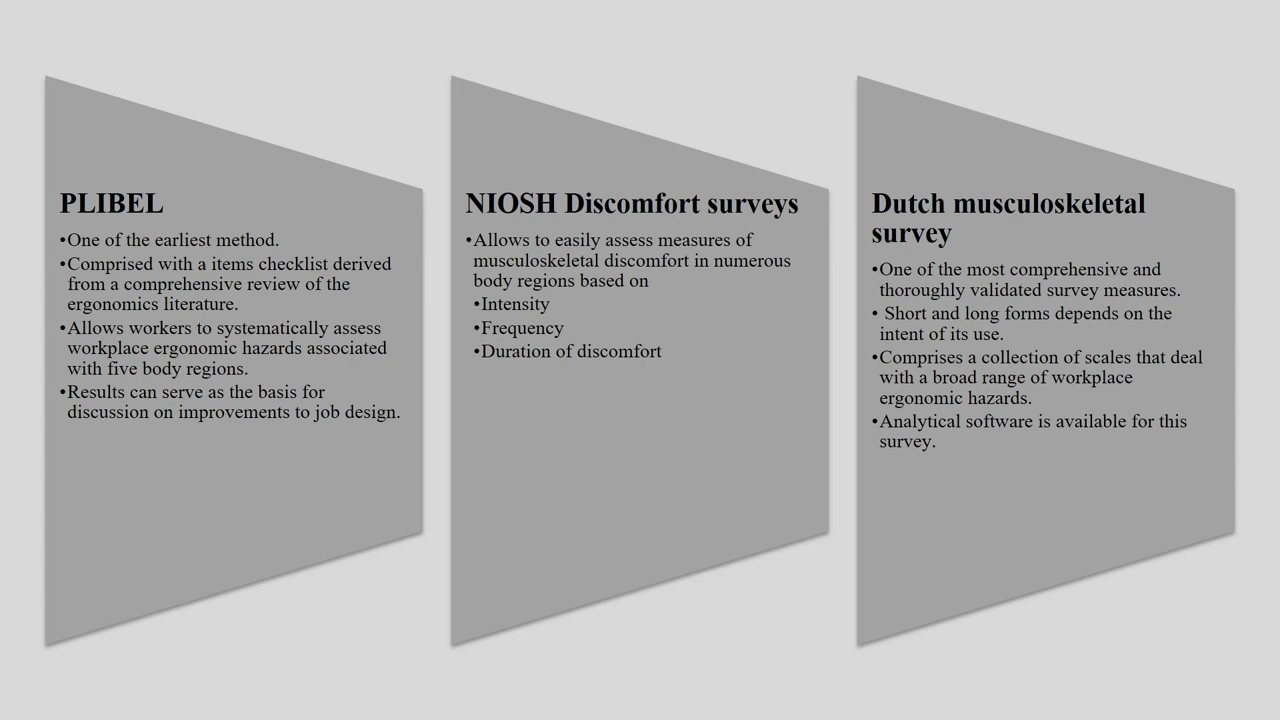 PLIBEL
•One of the earliest method.
•Comprised with a items checklist derived
from a comprehensive review of the
ergonomics literature.
•Allows workers to systematically assess
workplace ergonomic hazards associated
with five body regions.
•Results can serve as the basis for
discussion on improvements to job design.
NIOSH Discomfort surveys
•Allows to easily assess measures of
musculoskeletal discomfort in numerous
body regions based on
•Intensity
•Frequency
•Duration of discomfort
Dutch musculoskeletal
survey
•One of the most comprehensive and
thoroughly validated survey measures.
• Short and long forms depends on the
intent of its use.
•Comprises a collection of scales that deal
with a broad range of workplace
ergonomic hazards.
•Analytical software is available for this
survey.